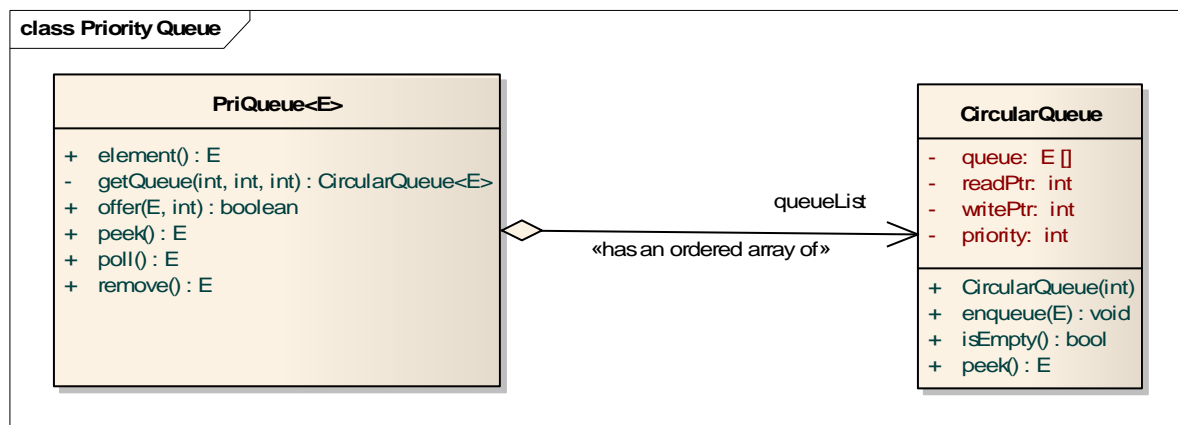 class Priority Queue
PriQueue<E>
+ element() : E
- getQueue(int, int, int) : CircularQueue<E>
+ offer(E, int) : boolean
+ peek() : E
+ poll() : E
+ remove() : E
queueList
«has an ordered array of»
CircularQueue
- queue: E []
- readPtr: int
- writePtr: int
- priority: int
+ CircularQueue(int)
+ enqueue(E) : void
+ isEmpty() : bool
+ peek() : E